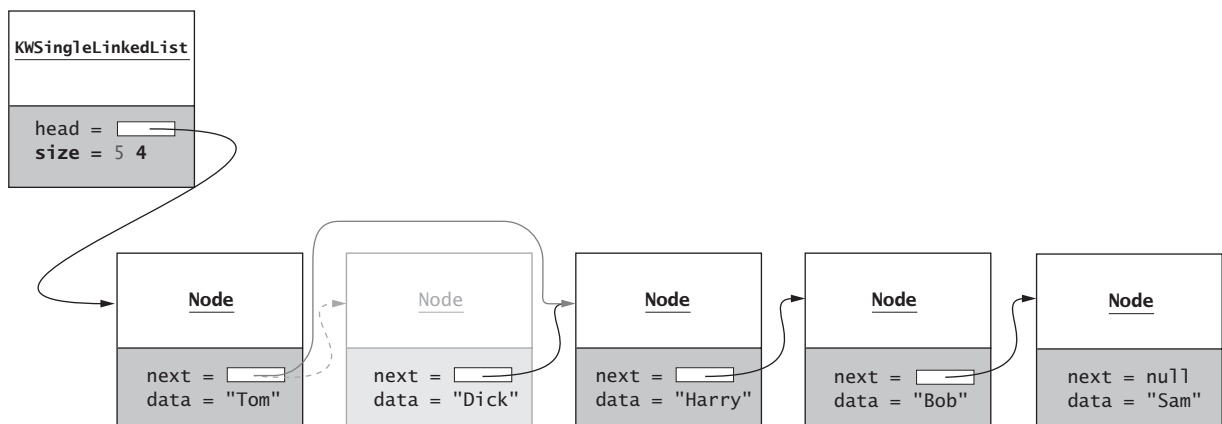 KWSingleLinkedList
head =
size = 5 4
Node
next =
data = "Tom"
Node
next =
data = "Dick"
Node
next =
data = "Harry"
Node
next =
data = "Bob"
Node
next = null
data = "Sam"